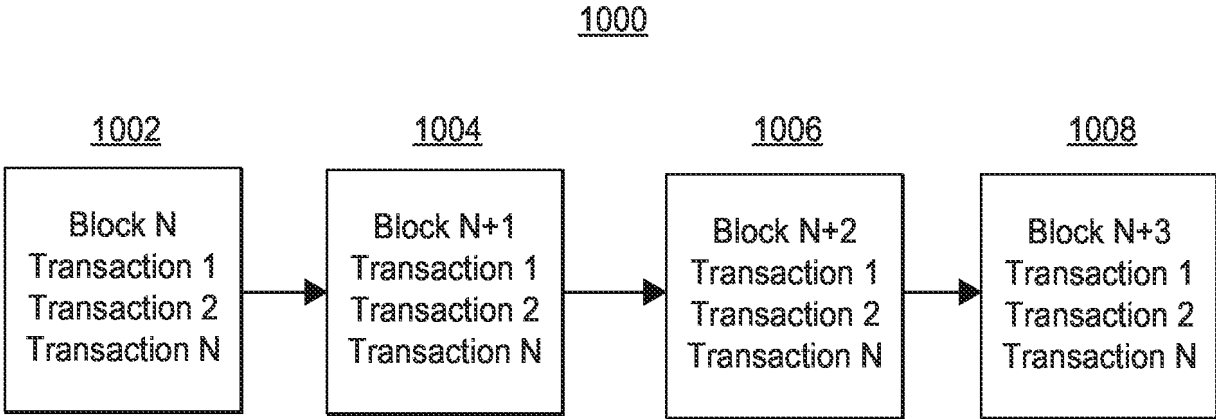 1000
1002
1004
1006
1008
Block N
Transaction 1
Transaction 2
Transaction N
Block N+1
Transaction 1
Transaction 2
Transaction N
Block N+2
Transaction 1
Transaction 2
Transaction N
Block N+3
Transaction 1
Transaction 2
Transaction N